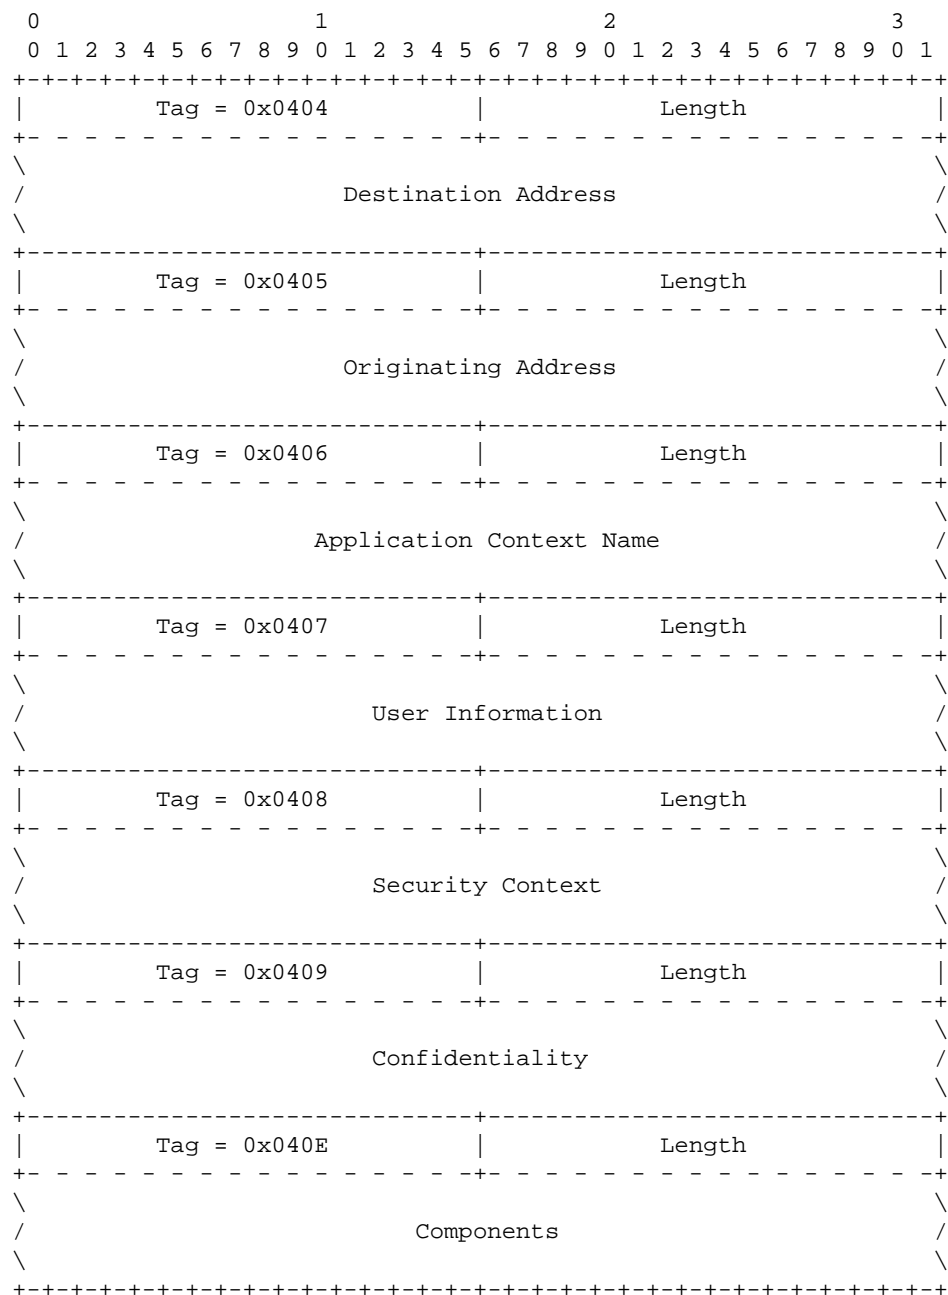 0                   1                   2                   3
 0 1 2 3 4 5 6 7 8 9 0 1 2 3 4 5 6 7 8 9 0 1 2 3 4 5 6 7 8 9 0 1
+-+-+-+-+-+-+-+-+-+-+-+-+-+-+-+-+-+-+-+-+-+-+-+-+-+-+-+-+-+-+-+-+
|         Tag = 0x0404          |            Length             |
+- - - - - - - - - - - - - - - -+- - - - - - - - - - - - - - - -+
\                                                               \
/                      Destination Address                      /
\                                                               \
+-------------------------------+-------------------------------+
|         Tag = 0x0405          |            Length             |
+- - - - - - - - - - - - - - - -+- - - - - - - - - - - - - - - -+
\                                                               \
/                      Originating Address                      /
\                                                               \
+-------------------------------+-------------------------------+
|         Tag = 0x0406          |            Length             |
+- - - - - - - - - - - - - - - -+- - - - - - - - - - - - - - - -+
\                                                               \
/                    Application Context Name                   /
\                                                               \
+-------------------------------+-------------------------------+
|         Tag = 0x0407          |            Length             |
+- - - - - - - - - - - - - - - -+- - - - - - - - - - - - - - - -+
\                                                               \
/                        User Information                       /
\                                                               \
+-------------------------------+-------------------------------+
|         Tag = 0x0408          |            Length             |
+- - - - - - - - - - - - - - - -+- - - - - - - - - - - - - - - -+
\                                                               \
/                        Security Context                       /
\                                                               \
+-------------------------------+-------------------------------+
|         Tag = 0x0409          |            Length             |
+- - - - - - - - - - - - - - - -+- - - - - - - - - - - - - - - -+
\                                                               \
/                        Confidentiality                        /
\                                                               \
+-------------------------------+-------------------------------+
|         Tag = 0x040E          |            Length             |
+- - - - - - - - - - - - - - - -+- - - - - - - - - - - - - - - -+
\                                                               \
/                           Components                          /
\                                                               \
+-+-+-+-+-+-+-+-+-+-+-+-+-+-+-+-+-+-+-+-+-+-+-+-+-+-+-+-+-+-+-+-+